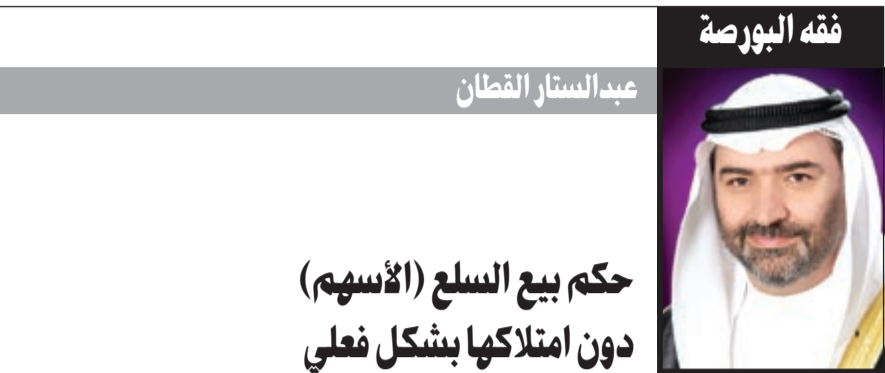 فقه البورصة
عبدالستار القطان
حكم بيع السلع (الأسهم)
دون امتلاكها بشكل فعلي